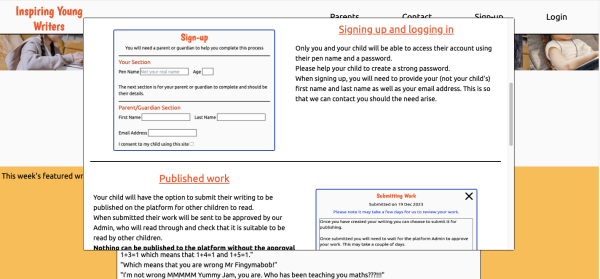 Inspiring Young
Writers
Parents
Contact
Sign-up
Login
Sign-up
You will need a parent or guardian to help you complete this process.
Your Section
Pen Name Not your real name Age
The next section is for your parent or guardian to complete and should be
their details.
Parent/Guardian Section
First Name Last Name
Email Address
I consent to my child using this site
Signing up and logging in
Only you and your child will be able to access their account using
their pen name and a password.
Please help your child to create a strong password.
When signing up, you will need to provide your (not your child's)
first name and last name as well as your email address. This is so
that we can contact you should the need arise.
This week's featured wr
Published work
Your child will have the option to submit their writing to be
published on the platform for other children to read.
When submitted their work will be sent to be approved by our
Admin, who will read through and check that it is suitable to be
read by other children.
Nothing can be published to the platform without the approval
Submitting Work
Submitted on 19 Dec 2023
Please note it may take a few days for us to review your work.
Once you have created your writing you can choose to submit it for
publishing.
Once submitted you will need to wait for the platform Admin to approve
your work. This may take a couple of days.
1+3=1 which means that 1+4=1 and 1+5=1."
"Which means that you are wrong Mr Fingymabob!"
"I'm not wrong MMMMM Yummy Jam, you are. Who has been teaching you maths???!!!"